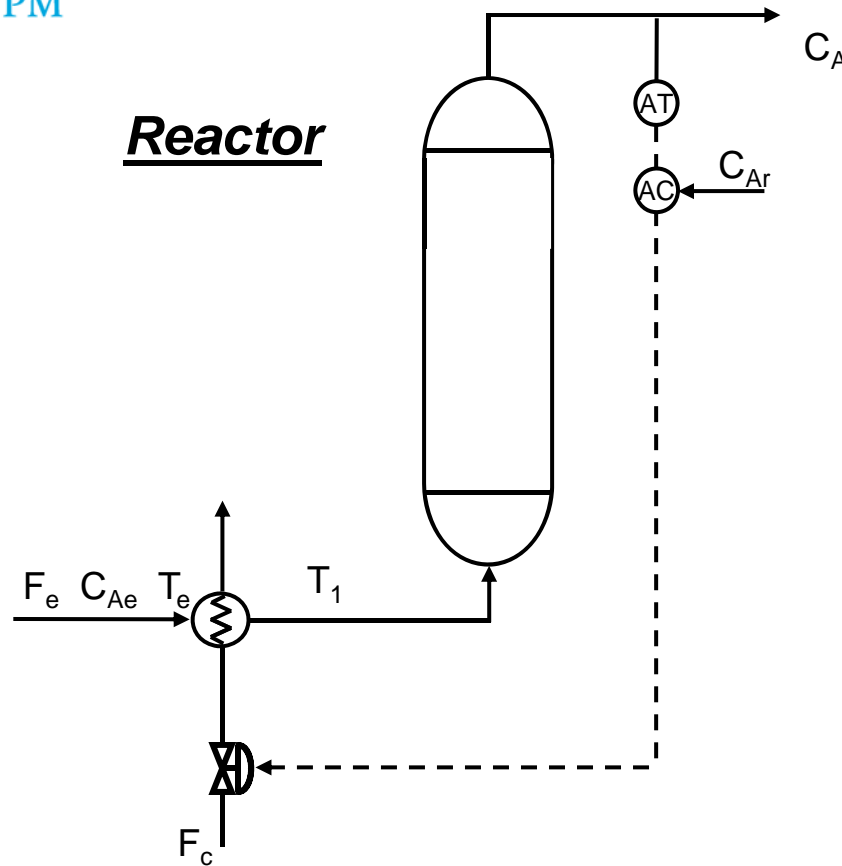 PM
C_A
AT
Reactor
C_Ar
AC
F_e C_Ae T_e
T_1
F_c